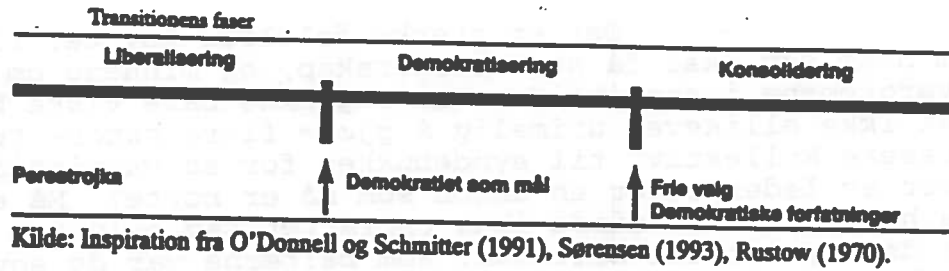 Transitionens faser
Liberalisering Demokratisering Konsolidering
Perestrojka Demokratiet som mål Frie valg
Demokratiske forfatninger
Kilde: Inspiration fra O'Donnell og Schmitter (1991), Sørensen (1993), Rustow (1970).